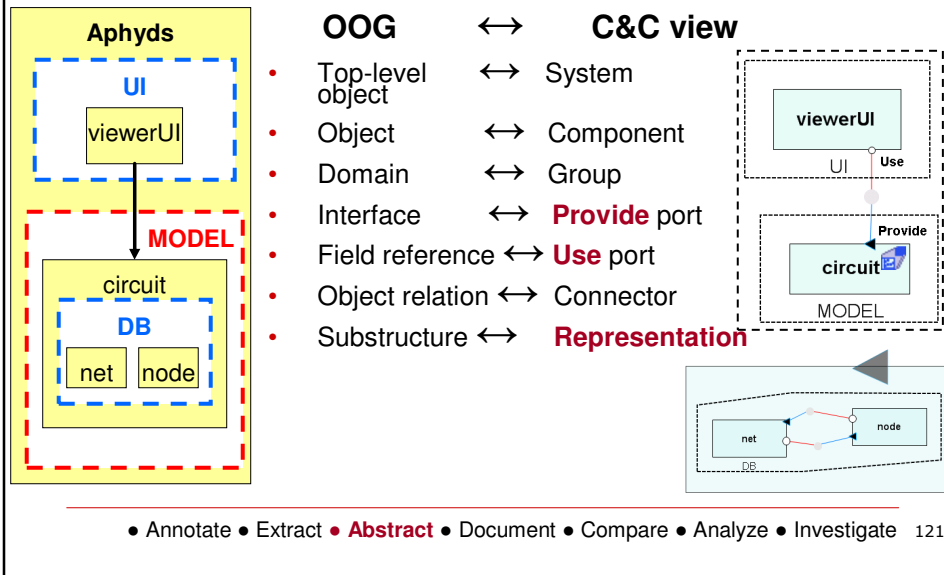 Aphyds
UI
viewerUI
MODEL
circuit
DB
net node
OOG ↔ C&C view
• Top-level object ↔ System
• Object ↔ Component
• Domain ↔ Group
• Interface ↔ Provide port
• Field reference ↔ Use port
• Object relation ↔ Connector
• Substructure ↔ Representation
viewerUI
UI
Use
Provide
circuit
MODEL
net
node
DB
● Annotate ● Extract ● Abstract ● Document ● Compare ● Analyze ● Investigate 121